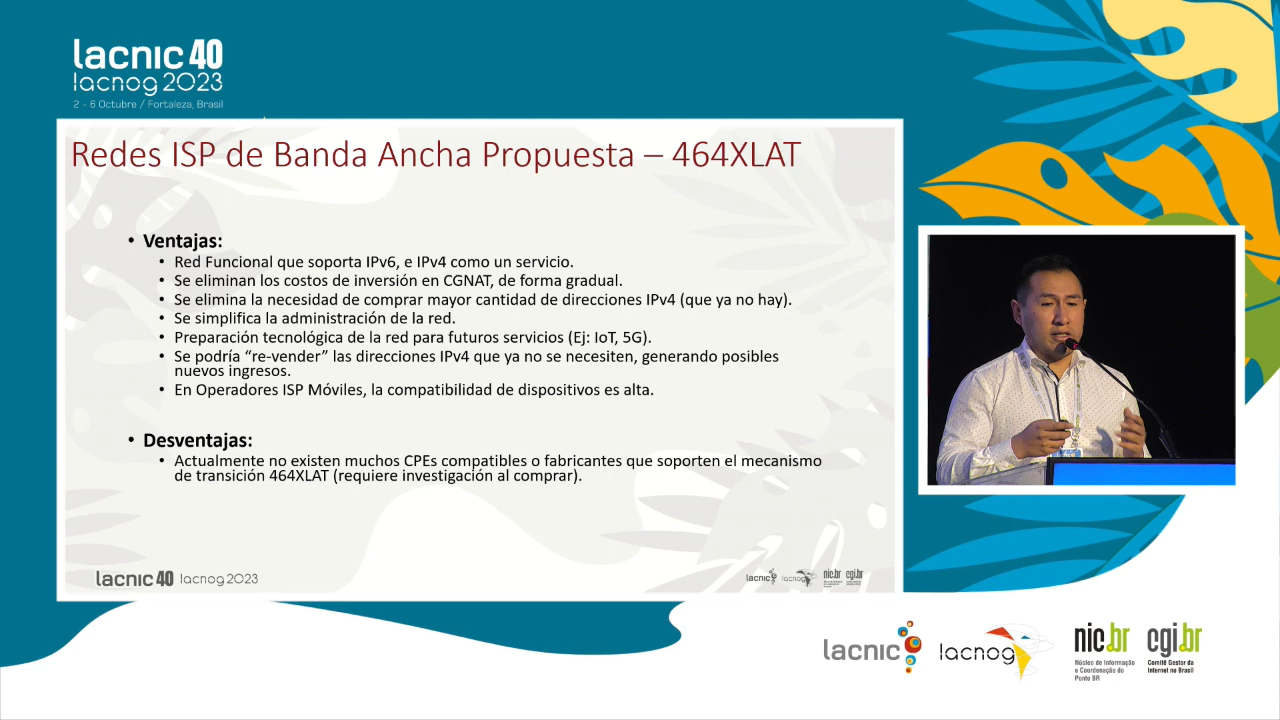 lacnic 40
lacnog 2023
2 - 6 Octubre / Fortaleza, Brasil
Redes ISP de Banda Ancha Propuesta – 464XLAT
• Ventajas:
• Red Funcional que soporta IPv6, e IPv4 como un servicio.
• Se eliminan los costos de inversión en CGNAT, de forma gradual.
• Se elimina la necesidad de comprar mayor cantidad de direcciones IPv4 (que ya no hay).
• Se simplifica la administración de la red.
• Preparación tecnológica de la red para futuros servicios (Ej: IoT, 5G).
• Se podría “re-vender” las direcciones IPv4 que ya no se necesiten, generando posibles
nuevos ingresos.
• En Operadores ISP Móviles, la compatibilidad de dispositivos es alta.
• Desventajas:
• Actualmente no existen muchos CPEs compatibles o fabricantes que soporten el mecanismo
de transición 464XLAT (requiere investigación al comprar).
lacnic 40 lacnog 2023
lacnic lacnog nic.br cgi.br
lacnic lacnog nic.br cgi.br
Núcleo de Informação
e Coordenação do
Ponto BR
Comitê Gestor da
Internet no Brasil